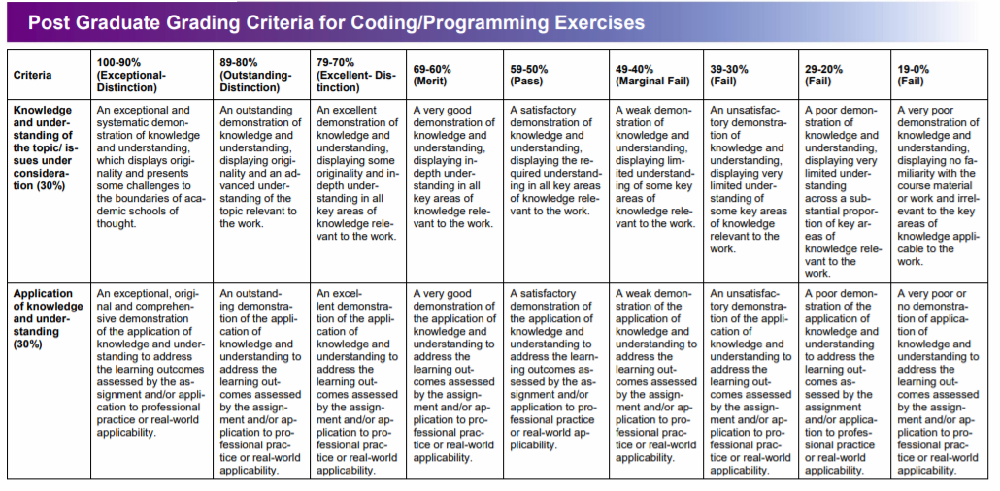 Post Graduate Grading Criteria for Coding/Programming Exercises
Criteria
100-90%
(Exceptional-
Distinction)
89-80%
(Outstanding-
Distinction)
79-70%
(Excellent- Dis-
tinction)
69-60%
(Merit)
59-50%
(Pass)
49-40%
(Marginal Fail)
39-30%
(Fail)
29-20%
(Fail)
19-0%
(Fail)
Knowledge
and under-
standing of
the topic/ is-
sues under
considera-
tion (30%)
An exceptional and
systematic demon-
stration of knowledge
and understanding,
which displays origi-
nality and presents
some challenges to
the boundaries of aca-
demic schools of
thought.
An outstanding
demonstration of
knowledge and
understanding,
displaying origi-
nality and an ad-
vanced under-
standing of the
topic relevant to
the work.
An excellent
demonstration of
knowledge and
understanding,
displaying some
originality and in-
depth under-
standing in all
key areas of
knowledge rele-
vant to the work.
A very good
demonstration of
knowledge and
understanding,
displaying in-
depth under-
standing in all
key areas of
knowledge rele-
vant to the work.
A satisfactory
demonstration of
knowledge and
understanding,
displaying the re-
quired understand-
ing in all key areas
of knowledge rele-
vant to the work.
A weak demon-
stration of
knowledge and
understanding,
displaying lim-
ited understand-
ing of some key
areas of
knowledge rele-
vant to the work.
An unsatisfac-
tory demonstra-
tion of
knowledge and
understanding,
displaying very
limited under-
standing of
some key areas
of knowledge
relevant to the
work.
A poor demon-
stration of
knowledge and
understanding,
displaying very
limited under-
standing
across a sub-
stantial propor-
tion of key ar-
eas of
knowledge rele-
vant to the
work.
A very poor
demonstration of
knowledge and
understanding,
displaying no fa-
miliarity with the
course material
or work and irrel-
evant to the key
areas of
knowledge appli-
cable to the
work.
Application
of knowledge
and under-
standing
(30%)
An exceptional, origi-
nal and comprehen-
sive demonstration
of the application of
knowledge and under-
standing to address
the learning outcomes
assessed by the as-
signment and/or appli-
cation to professional
practice or real-world
applicability.
An outstand-
ing demonstra-
tion of the appli-
cation of
knowledge and
understanding to
address the
learning out-
comes assessed
by the assign-
ment and/or ap-
plication to pro-
fessional prac-
tice or real-world
applicability.
An excel-
lent demonstra-
tion of the appli-
cation of
knowledge and
understanding to
address the
learning out-
comes assessed
by the assign-
ment and/or ap-
plication to pro-
fessional prac-
tice or real-world
applicability.
A very good
demonstration of
the application of
knowledge and
understanding to
address the
learning out-
comes assessed
by the assign-
ment and/or ap-
plication to pro-
fessional prac-
tice or real-world
applicability.
A satisfactory
demonstration of
the application of
knowledge and
understanding to
address the learn-
ing outcomes as-
sessed by the as-
signment and/or
application to
professional practice
or real-world ap-
plicability.
A weak demon-
stration of the
application of
knowledge and
understanding to
address the
learning out-
comes assessed
by the assign-
ment and/or ap-
plication to pro-
fessional prac-
tice or real-world
applicability.
An unsatisfac-
tory demonstra-
tion of the appli-
cation of
knowledge and
understanding to
address the
learning out-
comes assessed
by the assign-
ment and/or ap-
plication to pro-
fessional prac-
tice or real-world
applicability.
A poor demon-
stration of the
application of
knowledge and
understanding
to address the
learning out-
comes as-
sessed by the
assignment
and/or applica-
tion to profes-
sional practice
or real-world
applicability.
A very poor or
no demonstra-
tion of applica-
tion of
knowledge and
understanding to
address the
learning out-
comes assessed
by the assign-
ment and/or ap-
plication to pro-
fessional prac-
tice or real-world
applicability.